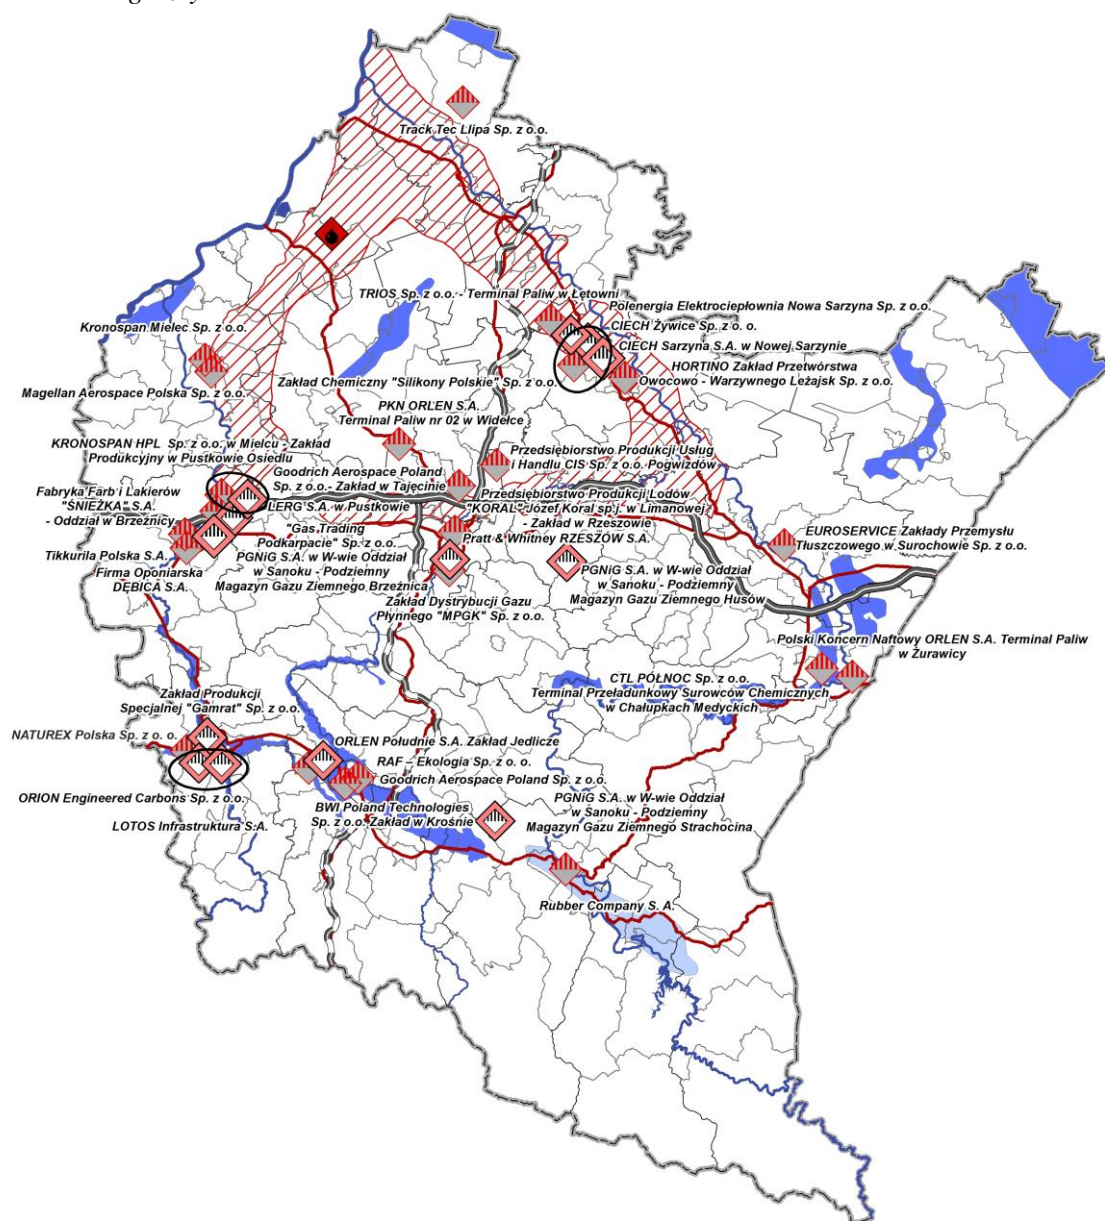 Track Tec Llipa Sp. z o.o.
TRIOS Sp. z o.o. - Terminal Paliw w Łętowni
Polenergia Elektrociepłownia Nowa Sarzyna Sp. z o.o.
CIECH Żywice Sp. z o. o.
CIECH Sarzyna S.A. w Nowej Sarzynie
HORTINO Zakład Przetwórstwa
Owocowo - Warzywnego Leżajsk Sp. z o.o.
Kronospan Mielec Sp. z o.o.
Magellan Aerospace Polska Sp. z o.o.
Zakład Chemiczny "Silikony Polskie" Sp. z o.o.
PKN ORLEN S.A.
Terminal Paliw nr 02 w Widełce
KRONOSPAN HPL Sp. z o.o. w Mielcu - Zakład
Produkcyjny w Pustkowie Osiedlu
Goodrich Aerospace Poland
Sp. z o.o. - Zakład w Tajęcinie
Przedsiębiorstwo Produkcji Usług
i Handlu CIS Sp. z o.o. Pogwizdów
Fabryka Farb i Lakierów
"ŚNIEŻKA" S.A.
- Oddział w Brzeźnicy
LERG S.A. w Pustkowie
Przedsiębiorstwo Produkcji Lodów
"KORAL" Józef Koral sp.j. w Limanowej
- Zakład w Rzeszowie
Pratt & Whitney RZESZÓW S.A.
"Gas Trading
Podkarpacie" Sp. z o.o.
EUROSERVICE Zakłady Przemysłu
Tłuszczowego w Surochowie Sp. z o.o.
Tikkurila Polska S.A.
Firma Oponiarska
DĘBICA S.A.
PGNiG S.A. w W-wie Oddział
w Sanoku - Podziemny
Magazyn Gazu Ziemnego Brzeźnica
PGNiG S.A. w W-wie Oddział
w Sanoku - Podziemny
Magazyn Gazu Ziemnego Husów
Zakład Dystrybucji Gazu
Płynnego "MPGK" Sp. z o.o.
Polski Koncern Naftowy ORLEN S.A. Terminal Paliw
w Żurawicy
CTL PÓŁNOC Sp. z o.o.
Terminal Przeładunkowy Surowców Chemicznych
w Chałupkach Medyckich
Zakład Produkcji
Specjalnej "Gamrat" Sp. z o.o.
NATUREX Polska Sp. z o. o.
ORLEN Południe S.A. Zakład Jedlicze
RAF – Ekologia Sp. z o.o.
Goodrich Aerospace Poland Sp. z o.o.
ORION Engineered Carbons Sp. z o.o.
LOTOS Infrastruktura S.A.
BWI Poland Technologies
Sp. z o.o. Zakład w Krośnie
PGNiG S.A. w W-wie Oddział
w Sanoku - Podziemny
Magazyn Gazu Ziemnego Strachocina
Rubber Company S. A.